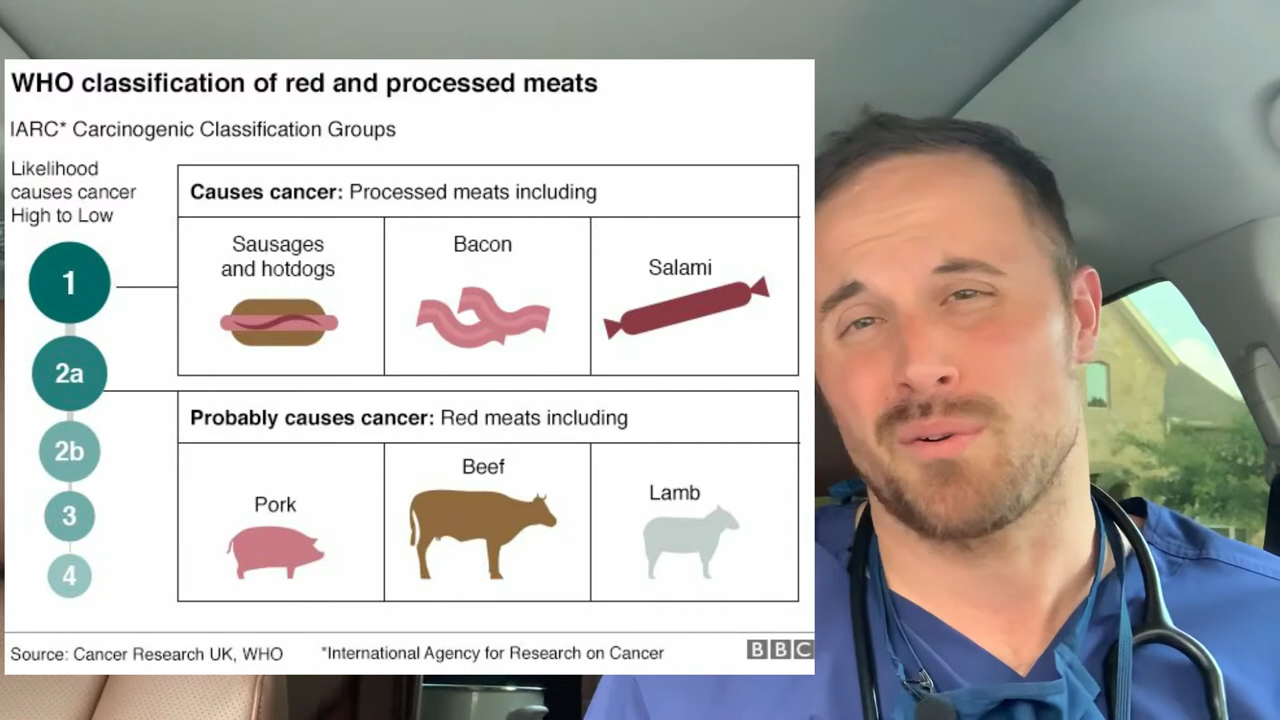 WHO classification of red and processed meats
IARC* Carcinogenic Classification Groups
Likelihood
causes cancer
High to Low
Causes cancer: Processed meats including
Sausages
and hotdogs
Bacon
Salami
1
2a
Probably causes cancer: Red meats including
2b
3
4
Pork
Beef
Lamb
Source: Cancer Research UK, WHO
*International Agency for Research on Cancer
BBC